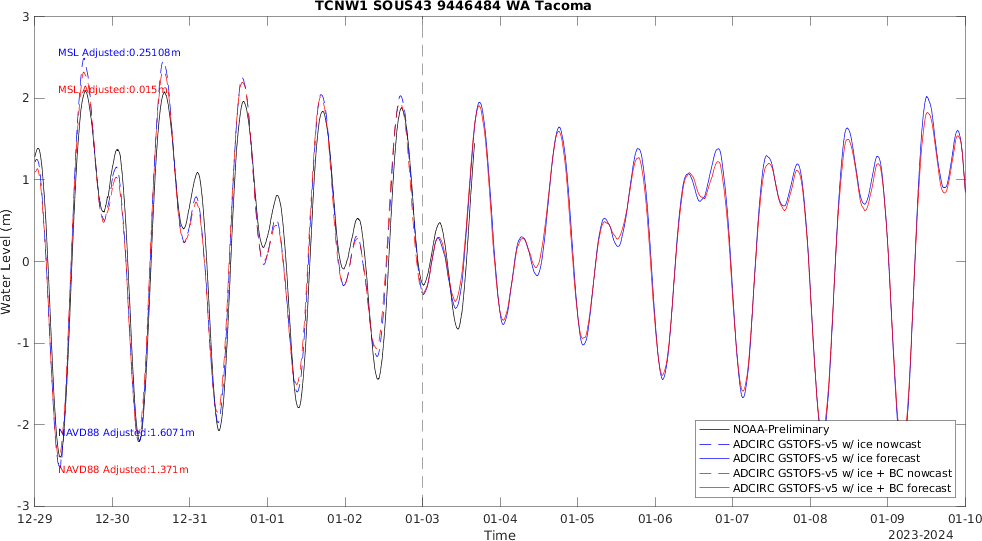 TCNW1 SOUS43 9446484 WA Tacoma
3
2
1
0
-1
-2
-3
Water Level (m)
MSL Adjusted:0.25108m
MSL Adjusted:0.015m
NAVD88 Adjusted:1.6071m
NAVD88 Adjusted:1.371m
NOAA-Preliminary
ADCIRC GSTOFS-v5 w/ ice nowcast
ADCIRC GSTOFS-v5 w/ ice forecast
ADCIRC GSTOFS-v5 w/ ice + BC nowcast
ADCIRC GSTOFS-v5 w/ ice + BC forecast
12-29 12-30 12-31 01-01 01-02 01-03 01-04 01-05 01-06 01-07 01-08 01-09 01-10
Time
2023-2024